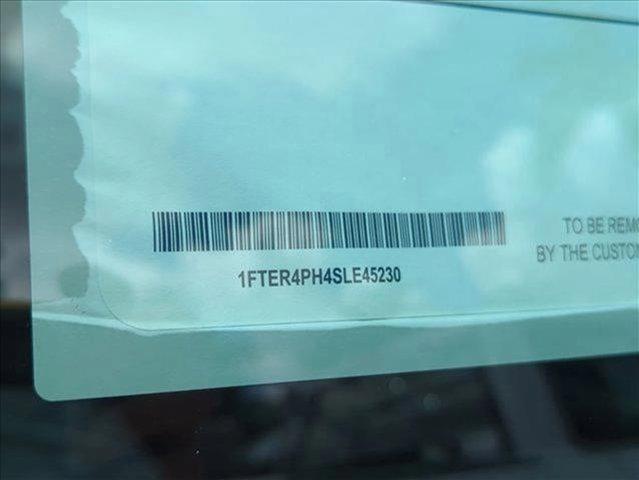 TO BE REMO
BY THE CUSTOM
1FTER4PH4SLE45230